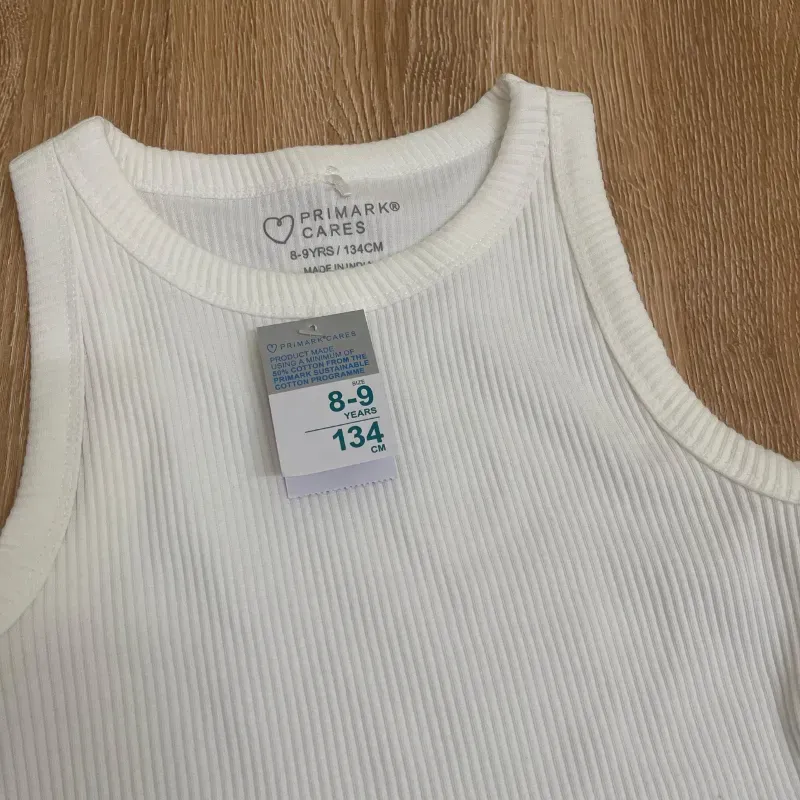 PRIMARK®
CARES
8-9YRS / 134CM
MADE IN INDIA
PRIMARK®CARES
PRODUCT MADE
USING A MINIMUM OF
50% COTTON FROM THE
PRIMARK SUSTAINABLE
COTTON PROGRAMME
SIZE
8-9
YEARS
134
CM